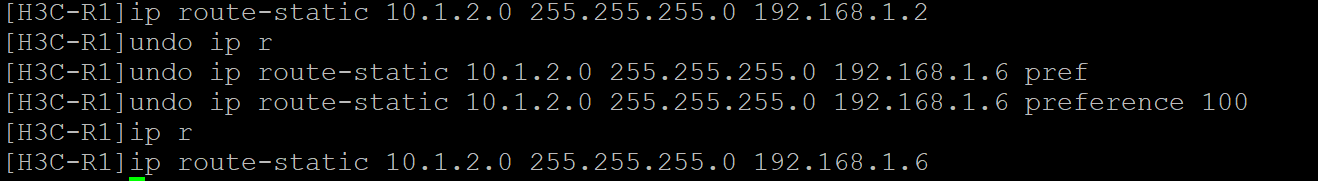 [H3C-R1]ip route-static 10.1.2.0 255.255.255.0 192.168.1.2
[H3C-R1]undo ip r
[H3C-R1]undo ip route-static 10.1.2.0 255.255.255.0 192.168.1.6 pref
[H3C-R1]undo ip route-static 10.1.2.0 255.255.255.0 192.168.1.6 preference 100
[H3C-R1]ip r
[H3C-R1]ip route-static 10.1.2.0 255.255.255.0 192.168.1.6